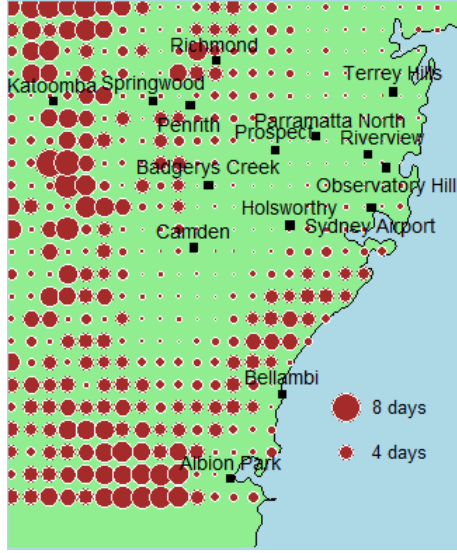 Richmond
Terrey Hills
Katoomba
Springwood
Penrith
Parramatta North
Prospect
Riverview
Badgerys Creek
Observatory Hill
Holsworthy
Sydney Airport
Camden
Bellambi
8 days
4 days
Albion Park